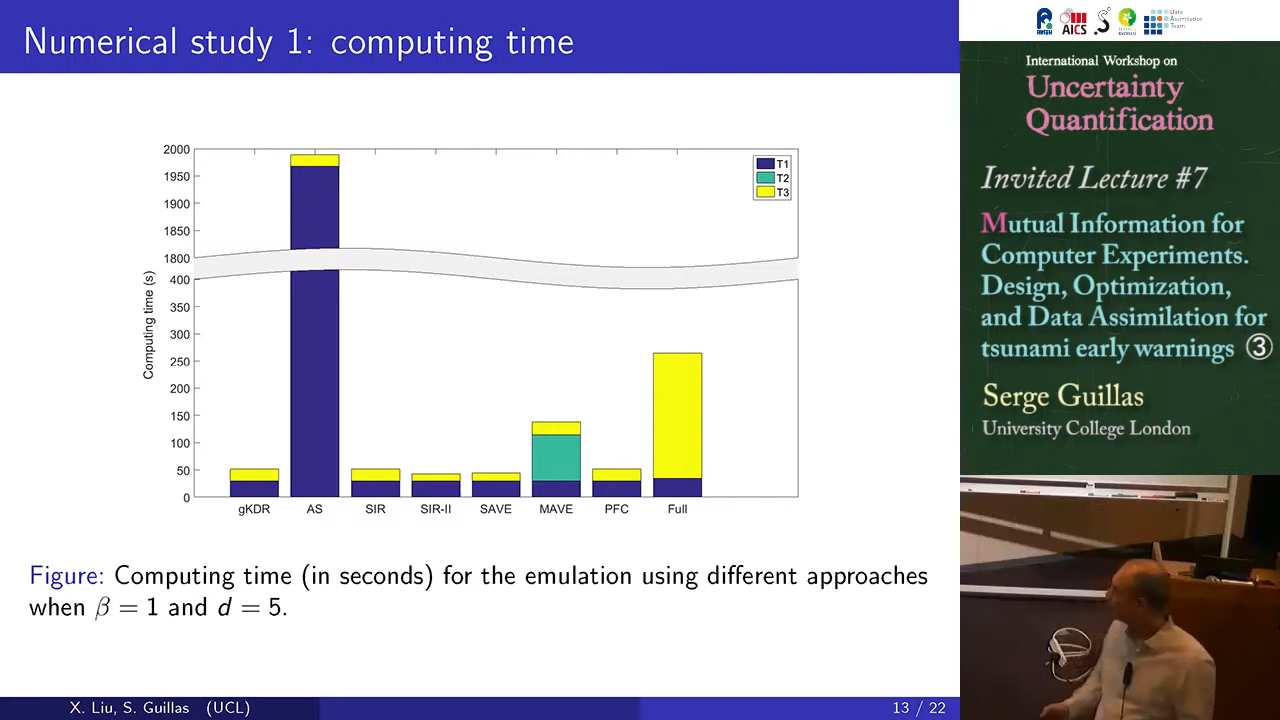 Numerical study 1: computing time
2000
1950
1900
1850
1800
400
350
300
250
200
150
100
50
0
Computing time (s)
T1
T2
T3
gKDR
AS
SIR
SIR-II
SAVE
MAVE
PFC
Full
Figure: Computing time (in seconds) for the emulation using different approaches
when β = 1 and d = 5.
X. Liu, S. Guillas (UCL)
13 / 22
AICS
Data
Assimilation
Team
International Workshop on
Uncertainty
Quantification
Invited Lecture #7
Mutual Information for
Computer Experiments.
Design, Optimization,
and Data Assimilation for
tsunami early warnings ③
Serge Guillas
University College London